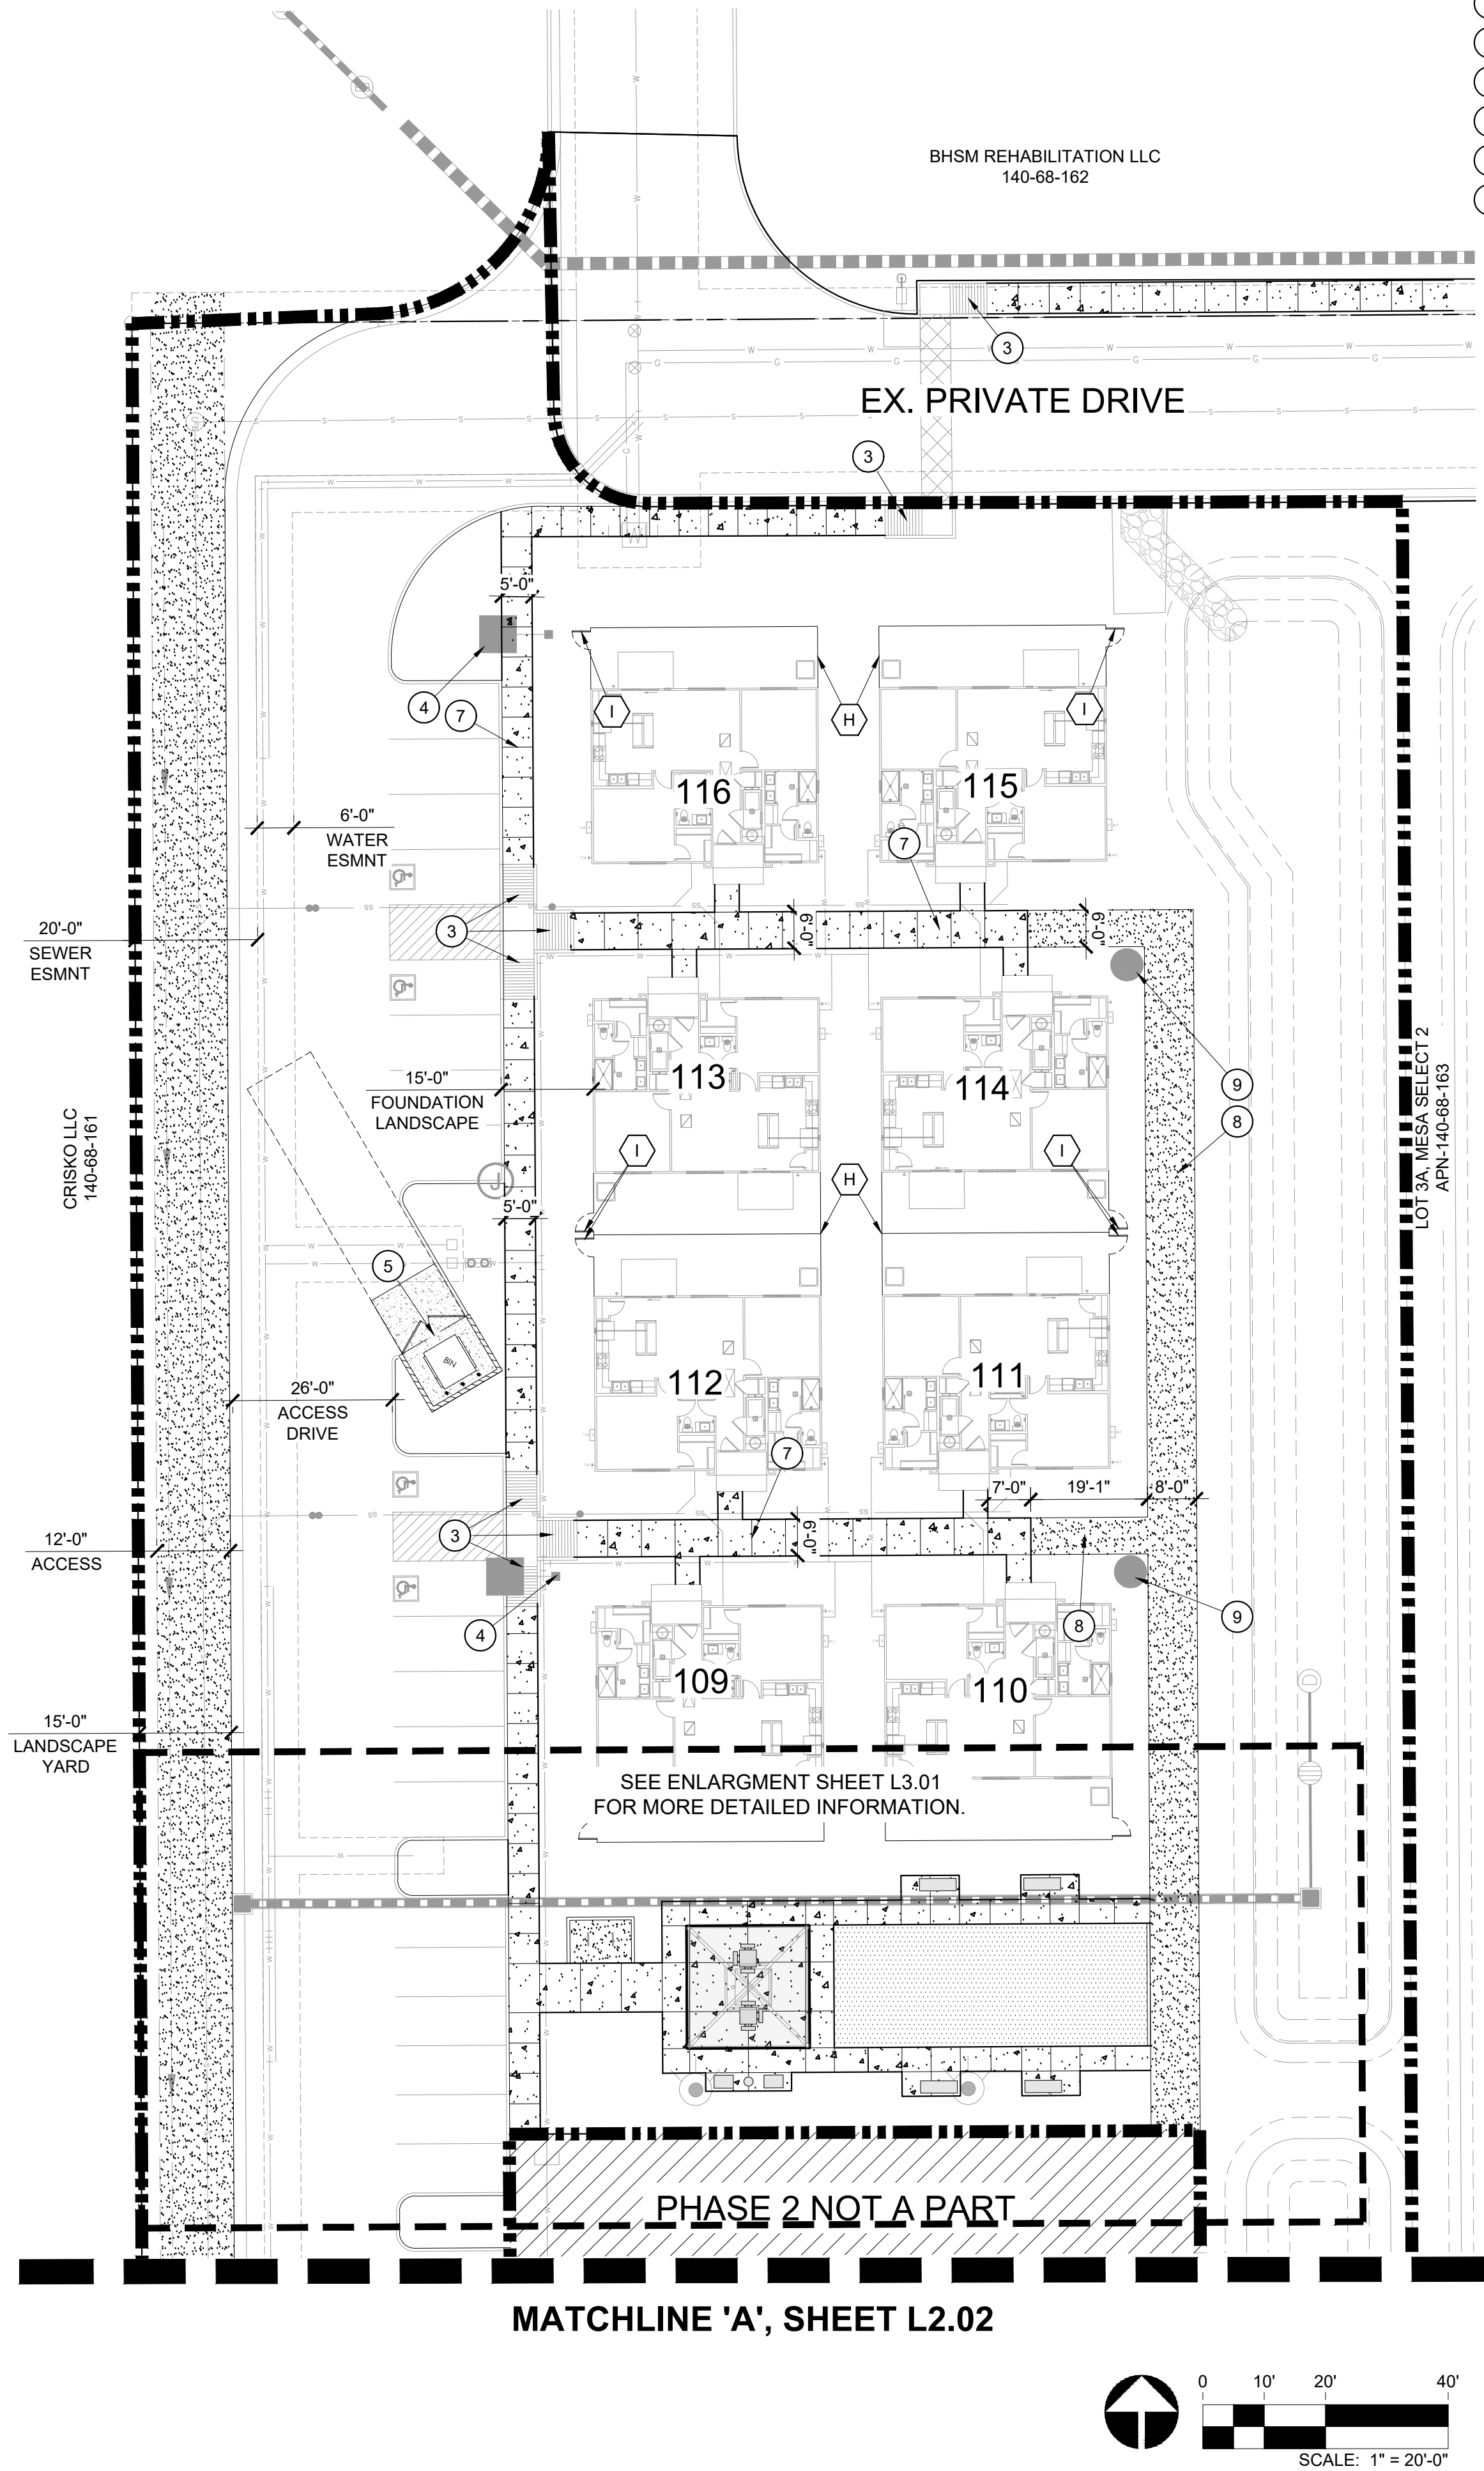 BHSM REHABILITATION LLC
140-68-162
3
EX. PRIVATE DRIVE
3
5'-0"
4
7
I
H
I
116
115
6'-0"
WATER
ESMNT
7
20'-0"
SEWER
ESMNT
3
6'-0"
6'-0"
CRISKO LLC
140-68-161
15'-0"
FOUNDATION
LANDSCAPE
113
114
9
8
LOT 3A, MESA SELECT 2
APN-140-68-163
I
H
I
J
5'-0"
5
BIN
26'-0"
ACCESS
DRIVE
112
111
7
7'-0"
19'-1"
8'-0"
12'-0"
ACCESS
3
6'-0"
4
8
9
109
110
15'-0"
LANDSCAPE
YARD
SEE ENLARGMENT SHEET L3.01
FOR MORE DETAILED INFORMATION.
PHASE 2 NOT A PART
MATCHLINE 'A', SHEET L2.02
0 10' 20' 40'
SCALE: 1" = 20'-0"